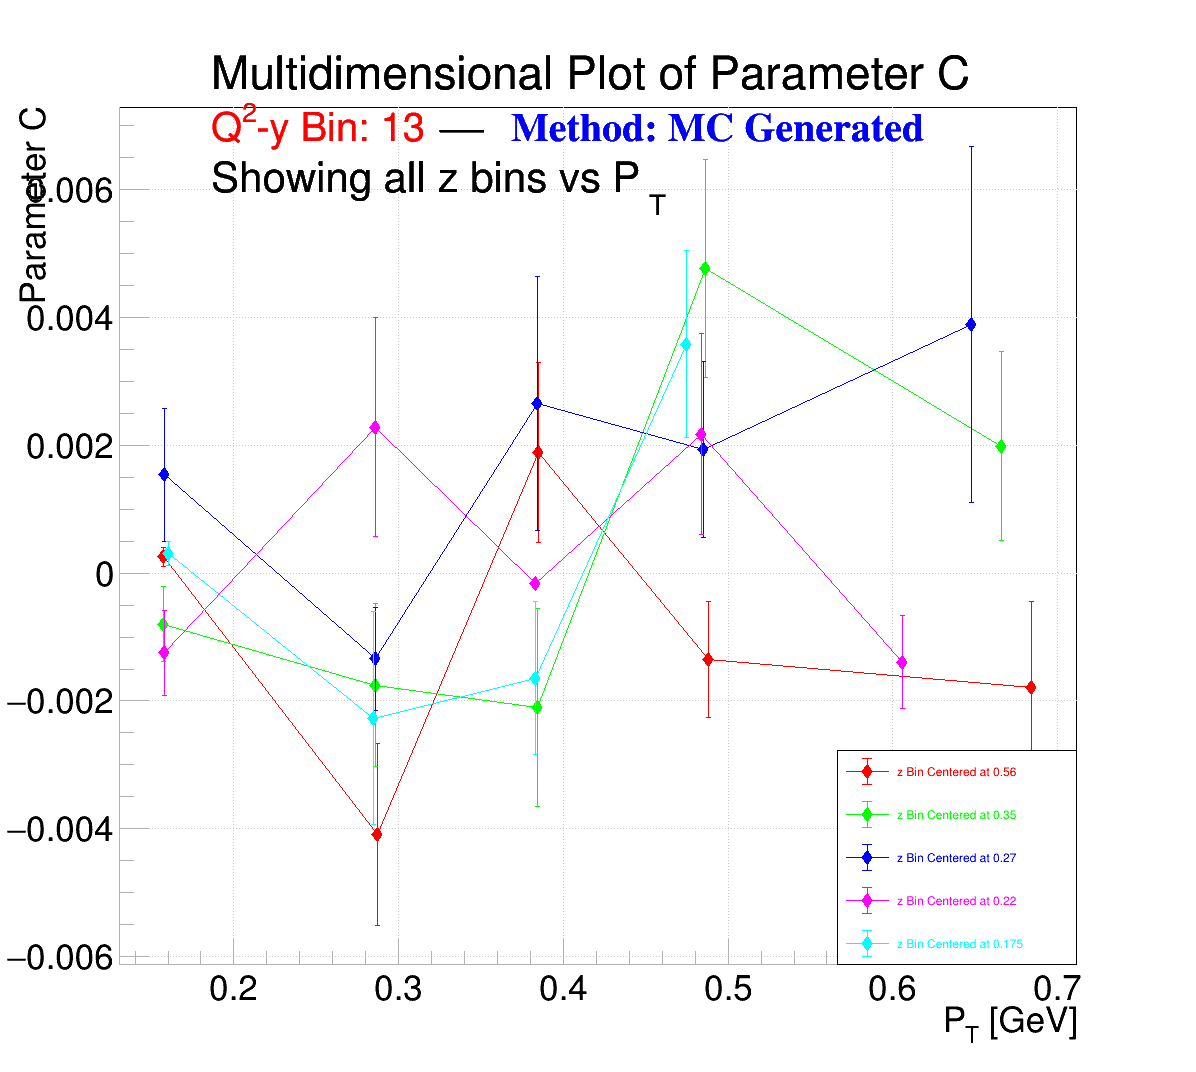 Multidimensional Plot of Parameter C
Q²-y Bin: 13 — Method: MC Generated
Showing all z bins vs P_T
Parameter C
0.006
0.004
0.002
0
−0.002
−0.004
−0.006
0.2 0.3 0.4 0.5 0.6 0.7
P_T [GeV]
z Bin Centered at 0.56
z Bin Centered at 0.35
z Bin Centered at 0.27
z Bin Centered at 0.22
z Bin Centered at 0.175